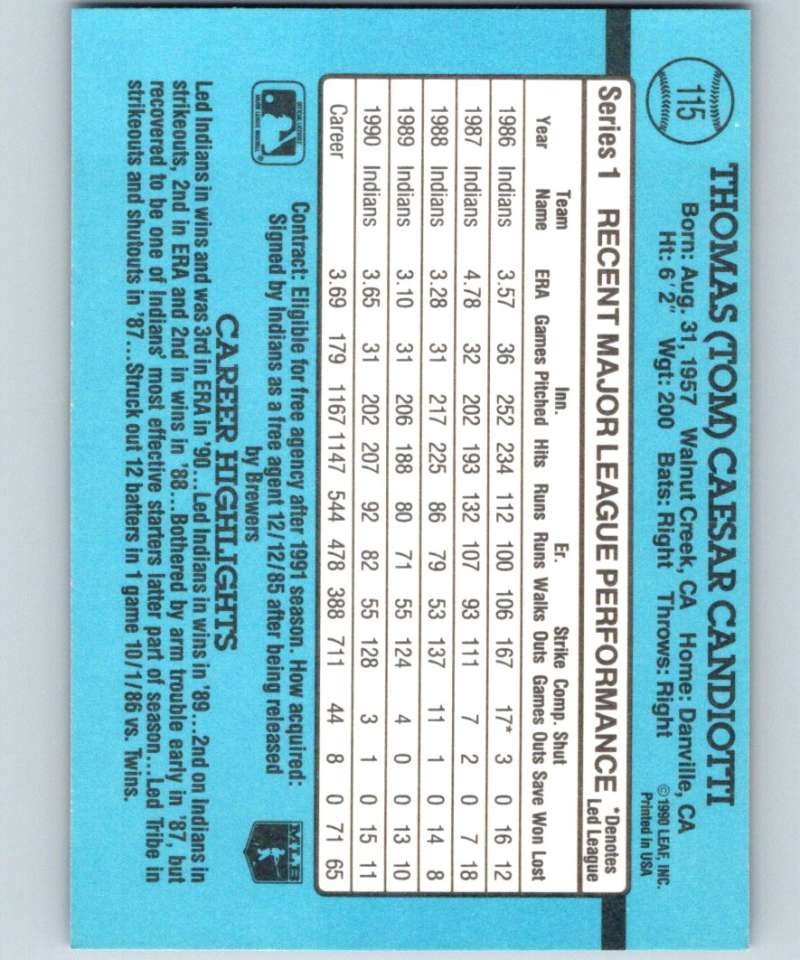 115
THOMAS (TOM) CAESAR CANDIOTTI
Born: Aug. 31, 1957 Walnut Creek, CA Home: Danville, CA
Ht: 6'2" Wgt: 200 Bats: Right Throws: Right
© 1990 LEAF, INC.
Printed in USA
Series 1 RECENT MAJOR LEAGUE PERFORMANCE *Denotes
Led League
Team Inn. Er. Strike Comp. Shut
Year Name ERA Games Pitched Hits Runs Runs Walks Outs Games Outs Save Won Lost
1986 Indians 3.57 36 252 234 112 100 106 167 17* 3 0 16 12
1987 Indians 4.78 32 202 193 132 107 93 111 7 2 0 7 18
1988 Indians 3.28 31 217 225 86 79 53 137 11 1 0 14 8
1989 Indians 3.10 31 206 188 80 71 55 124 4 0 0 13 10
1990 Indians 3.65 31 202 207 92 82 55 128 3 1 0 15 11
Career 3.69 179 1167 1147 544 478 388 711 44 8 0 71 65
OFFICIAL LICENSEE
MAJOR LEAGUE BASEBALL
Contract: Eligible for free agency after 1991 season. How acquired:
Signed by Indians as a free agent 12/12/85 after being released
by Brewers
MLB
CAREER HIGHLIGHTS
Led Indians in wins and was 3rd in ERA in '90...Led Indians in wins in '89...2nd on Indians in
strikeouts, 2nd in ERA and 2nd in wins in '88...Bothered by arm trouble early in '87, but
recovered to be one of Indians' most effective starters latter part of season...Led Tribe in
strikeouts and shutouts in '87...Struck out 12 batters in 1 game 10/1/86 vs. Twins.